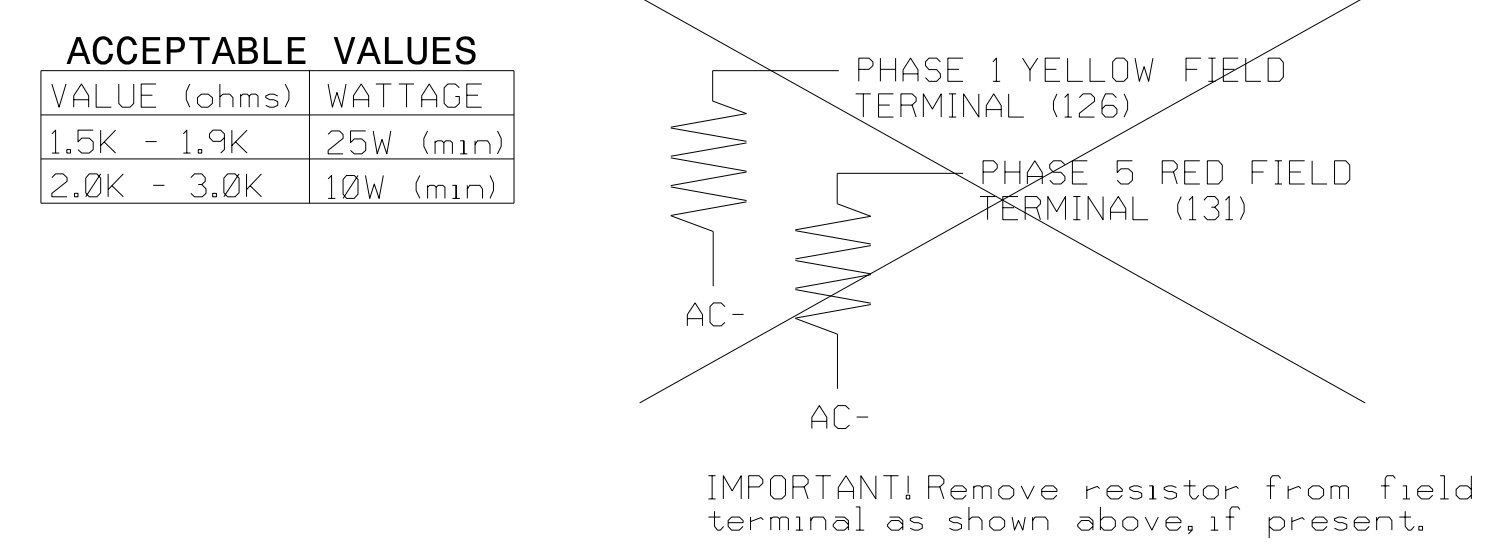 ACCEPTABLE VALUES
VALUE (ohms) WATTAGE
1.5K - 1.9K 25W (min)
2.0K - 3.0K 10W (min)
PHASE 1 YELLOW FIELD
TERMINAL (126)
PHASE 5 RED FIELD
TERMINAL (131)
AC-
AC-
IMPORTANT! Remove resistor from field
terminal as shown above, if present.